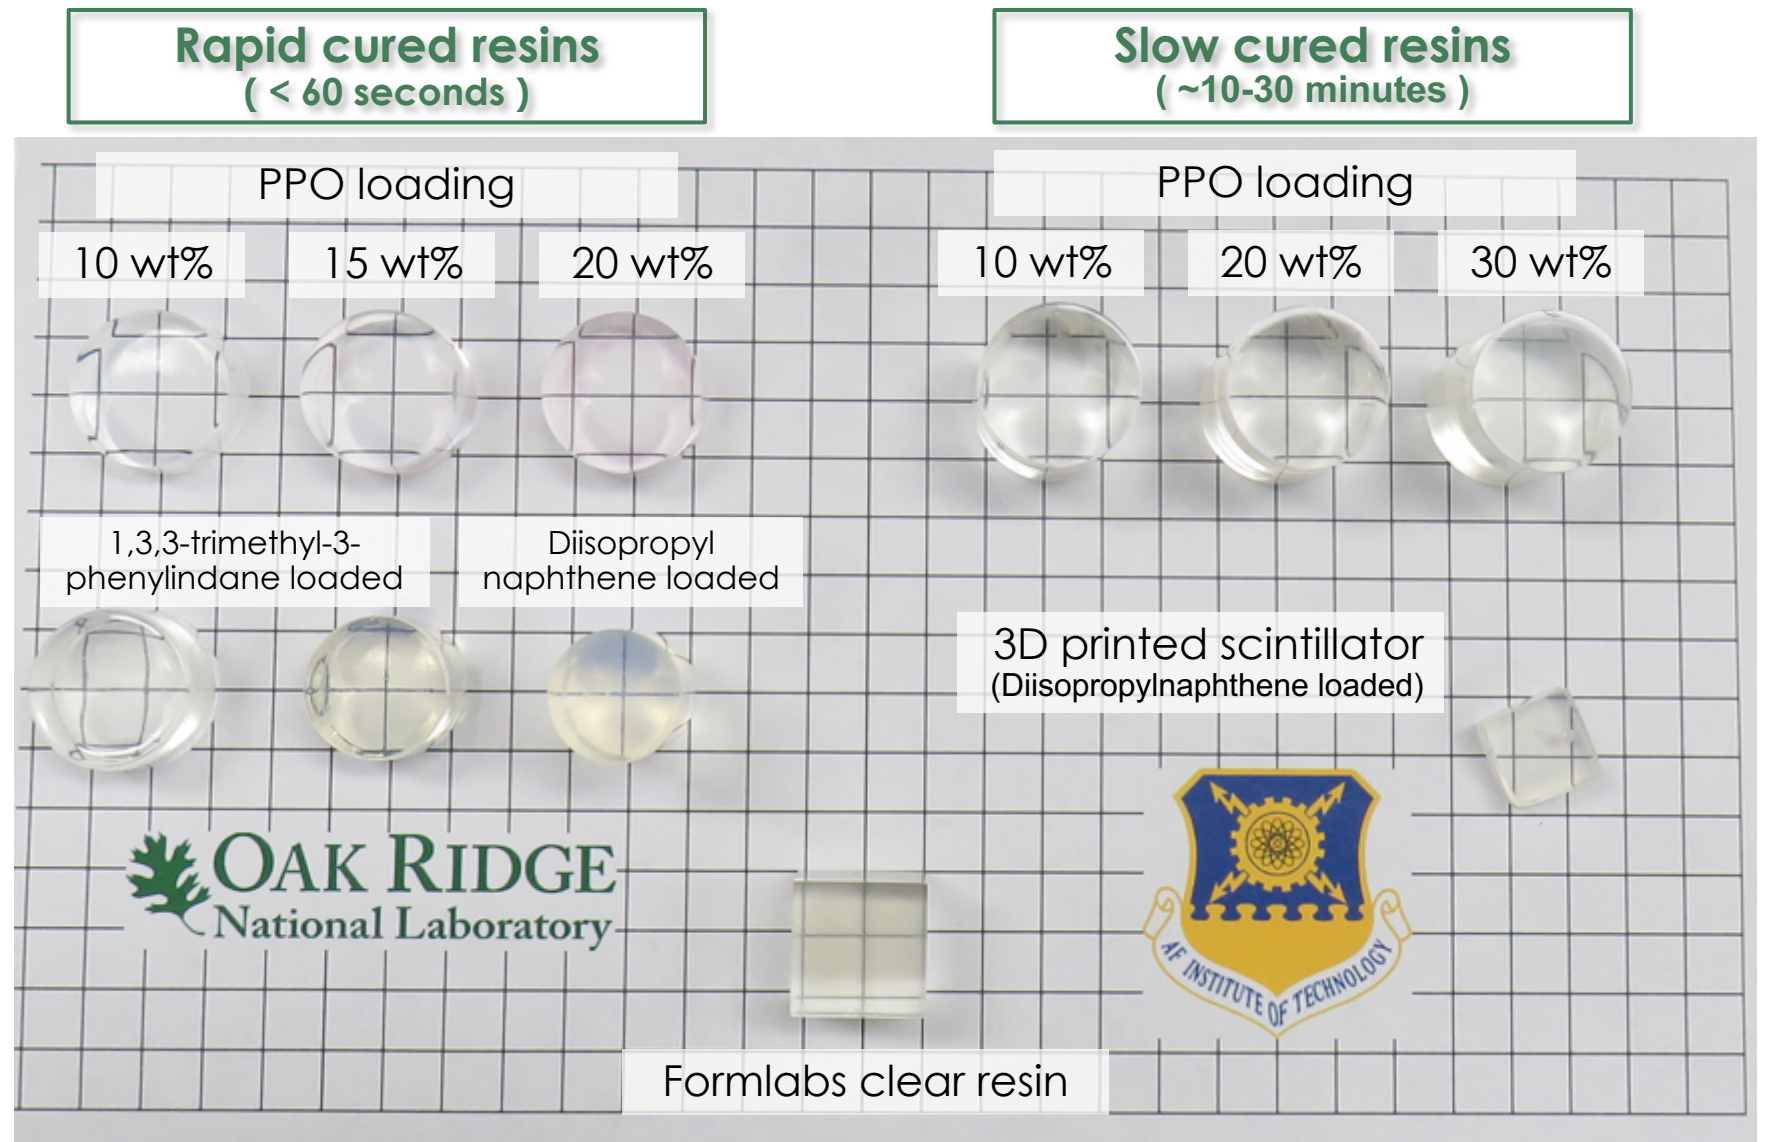 Rapid cured resins
( < 60 seconds )
Slow cured resins
( ~10-30 minutes )
PPO loading
10 wt%
15 wt%
20 wt%
PPO loading
10 wt%
20 wt%
30 wt%
1,3,3-trimethyl-3-
phenylindane loaded
Diisopropyl
naphthene loaded
3D printed scintillator
(Diisopropylnaphthene loaded)
OAK RIDGE
National Laboratory
AF INSTITUTE OF TECHNOLOGY
Formlabs clear resin